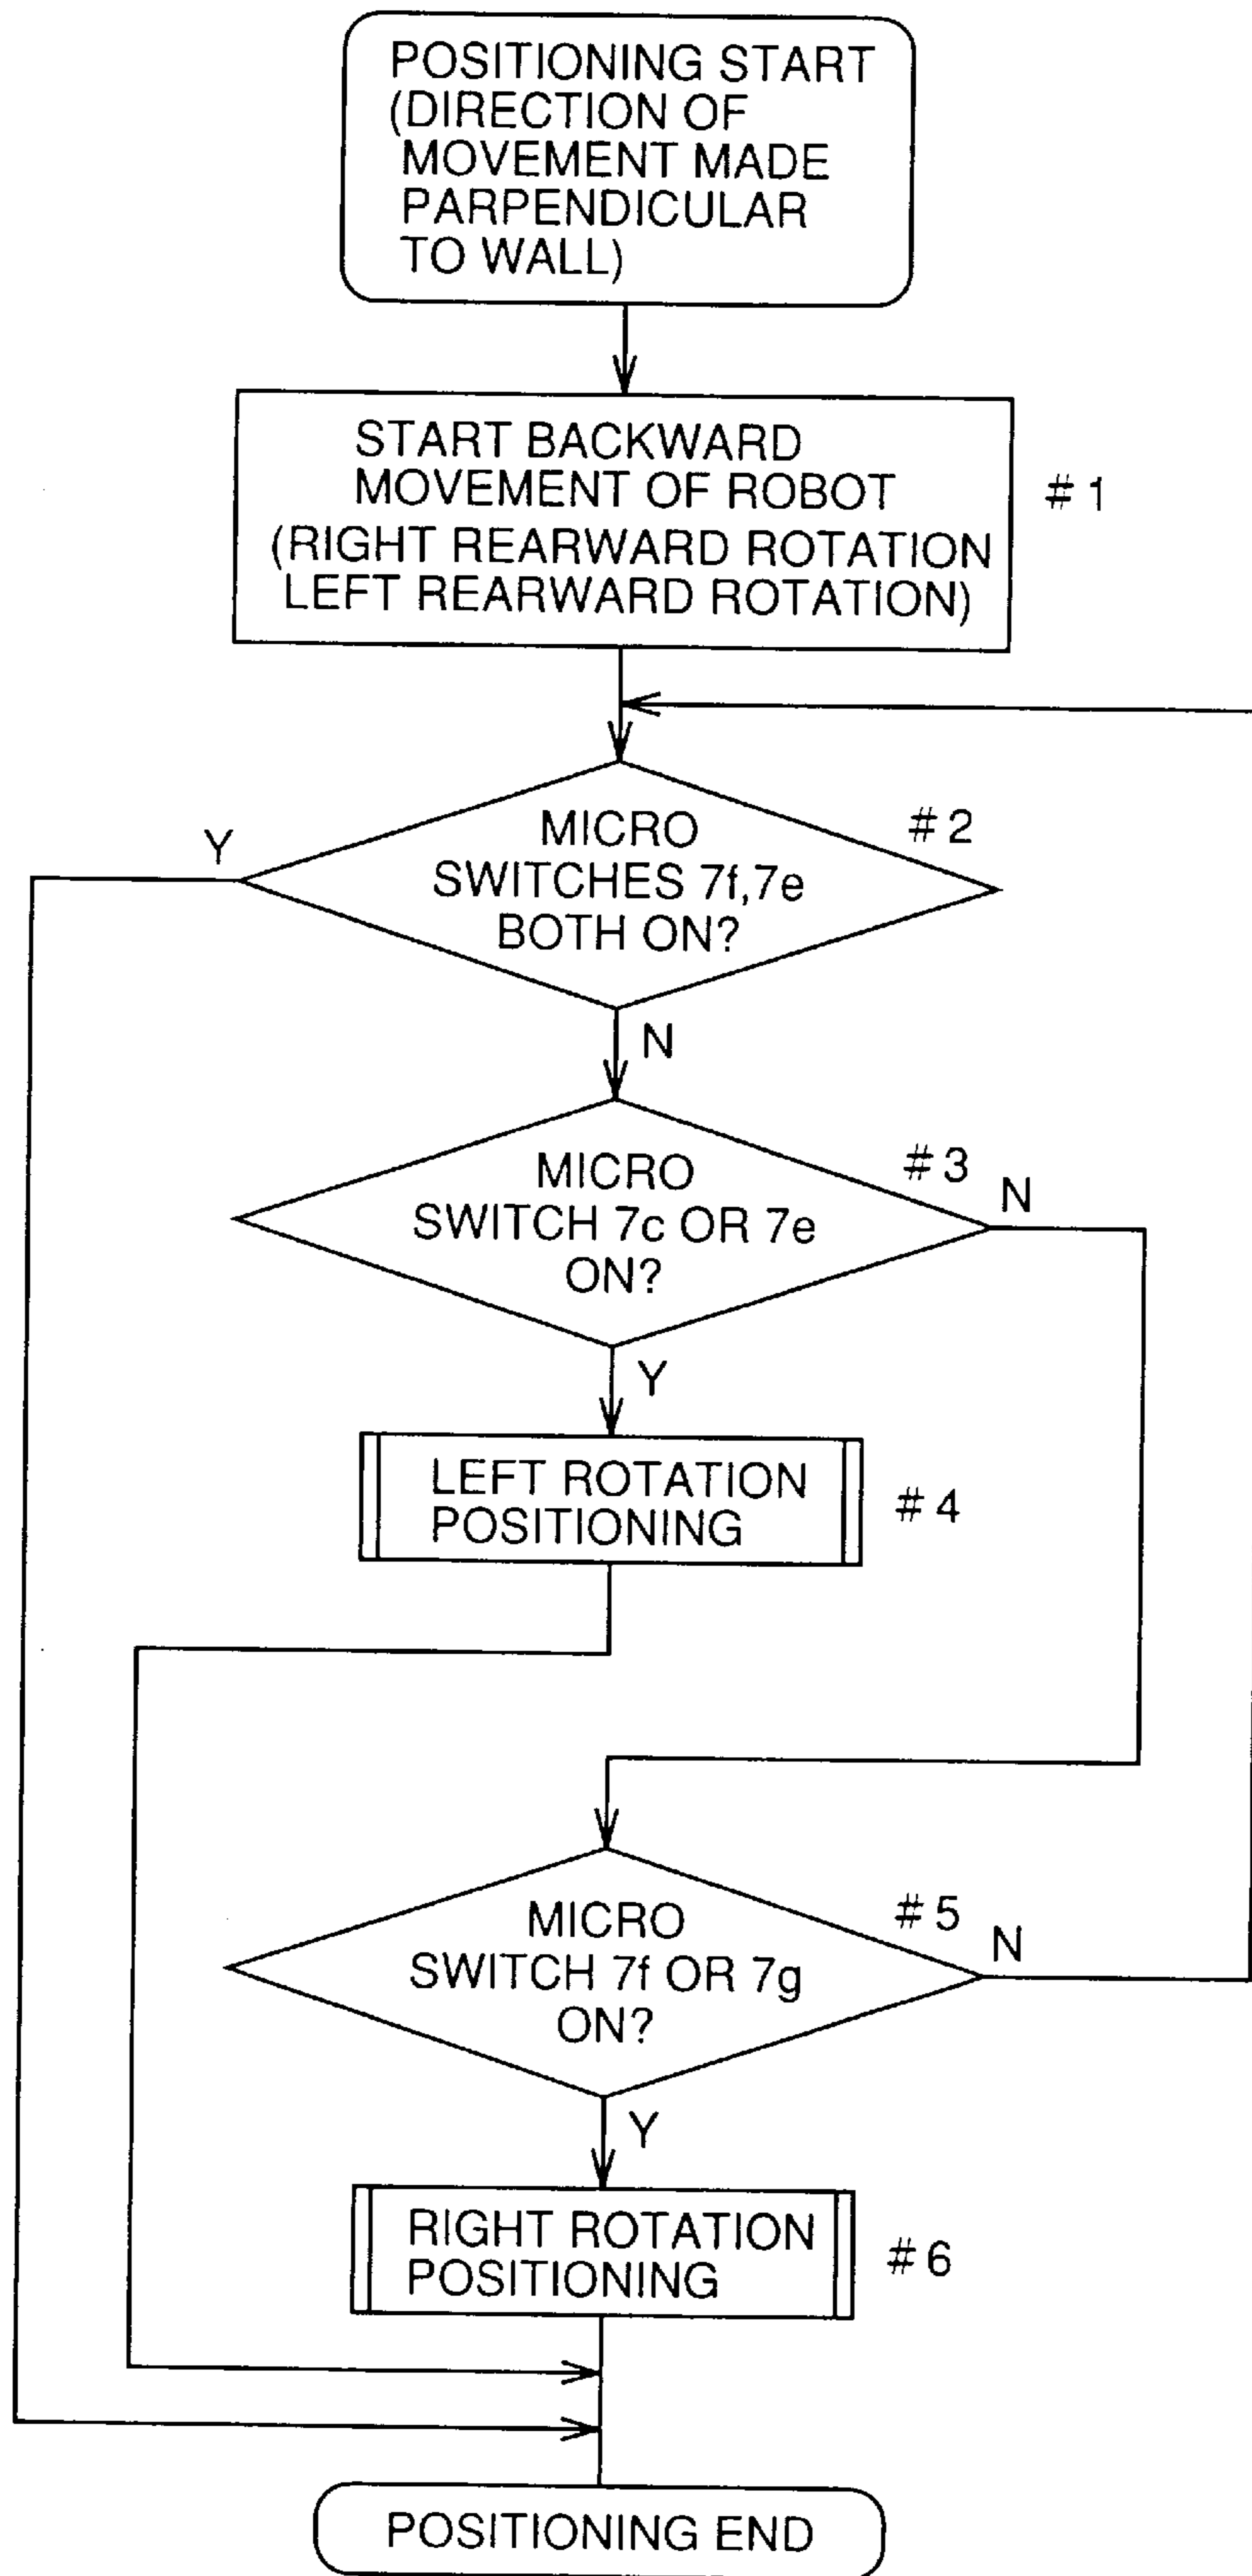 POSITIONING START
(DIRECTION OF
MOVEMENT MADE
PARPENDICULAR
TO WALL)
START BACKWARD
MOVEMENT OF ROBOT
(RIGHT REARWARD ROTATION
LEFT REARWARD ROTATION)
#1
MICRO
SWITCHES 7f,7e
BOTH ON?
#2
Y
N
MICRO
SWITCH 7c OR 7e
ON?
#3
N
Y
LEFT ROTATION
POSITIONING
#4
MICRO
SWITCH 7f OR 7g
ON?
#5
N
Y
RIGHT ROTATION
POSITIONING
#6
POSITIONING END